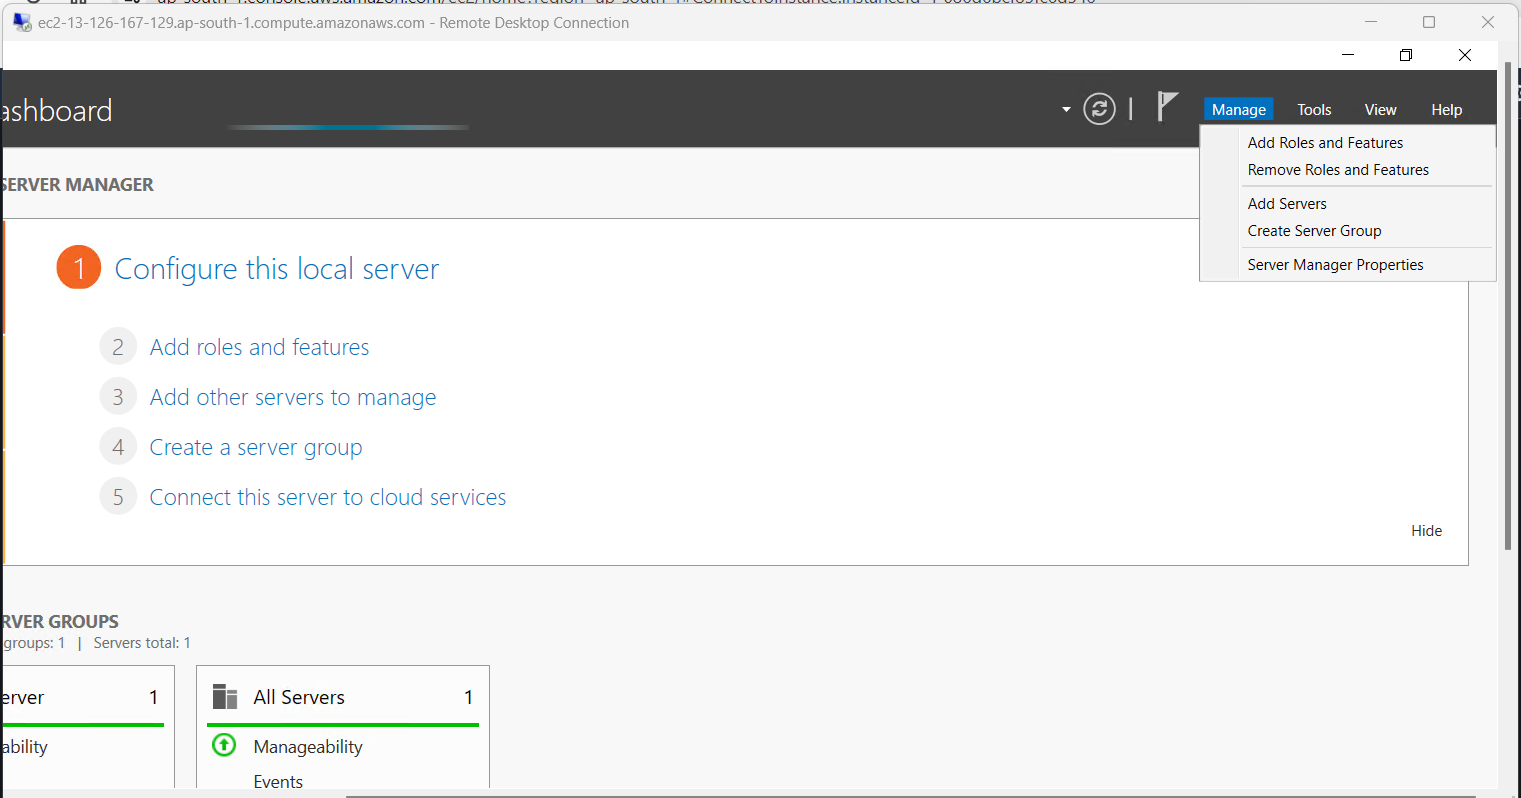 ec2-13-126-167-129.ap-south-1.compute.amazonaws.com - Remote Desktop Connection
ashboard
Manage Tools View Help
Add Roles and Features
Remove Roles and Features
Add Servers
Create Server Group
Server Manager Properties
SERVER MANAGER
1 Configure this local server
2 Add roles and features
3 Add other servers to manage
4 Create a server group
5 Connect this server to cloud services
Hide
RVER GROUPS
groups: 1 | Servers total: 1
erver 1
ability
All Servers 1
Manageability
Events